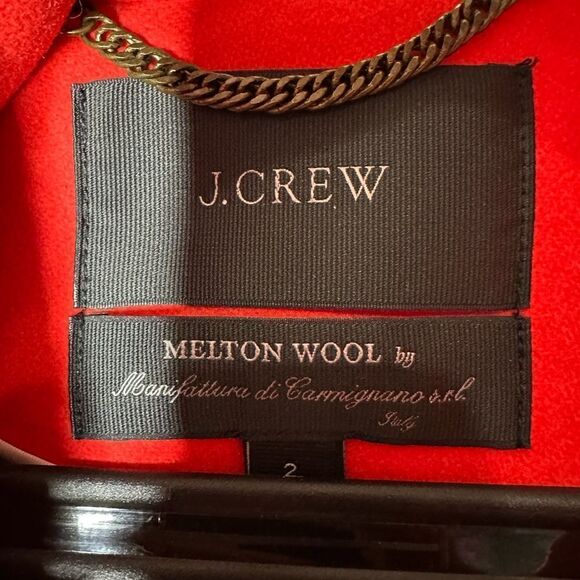 J.CREW
MELTON WOOL by
Manifattura di Carmignano s.r.l.
Italy
2